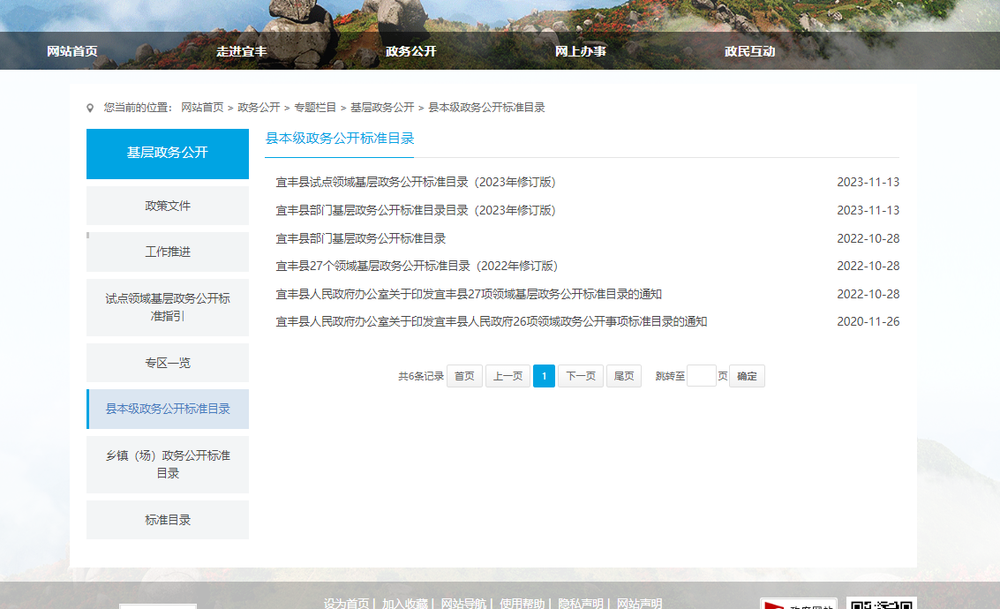 网站首页 走进宜丰 政务公开 网上办事 政民互动
您当前的位置： 网站首页 > 政务公开 > 专题栏目 > 基层政务公开 > 县本级政务公开标准目录
基层政务公开
政策文件
工作推进
试点领域基层政务公开标
准指引
专区一览
县本级政务公开标准目录
乡镇（场）政务公开标准
目录
标准目录
县本级政务公开标准目录
宜丰县试点领域基层政务公开标准目录（2023年修订版） 2023-11-13
宜丰县部门基层政务公开标准目录目录（2023年修订版） 2023-11-13
宜丰县部门基层政务公开标准目录 2022-10-28
宜丰县27个领域基层政务公开标准目录（2022年修订版） 2022-10-28
宜丰县人民政府办公室关于印发宜丰县27项领域基层政务公开标准目录的通知 2022-10-28
宜丰县人民政府办公室关于印发宜丰县人民政府26项领域政务公开事项标准目录的通知 2020-11-26
共6条记录 首页 上一页 1 下一页 尾页 跳转至 页 确定
设为首页 | 加入收藏 | 网站导航 | 使用帮助 | 隐私声明 | 网站声明
政府网站